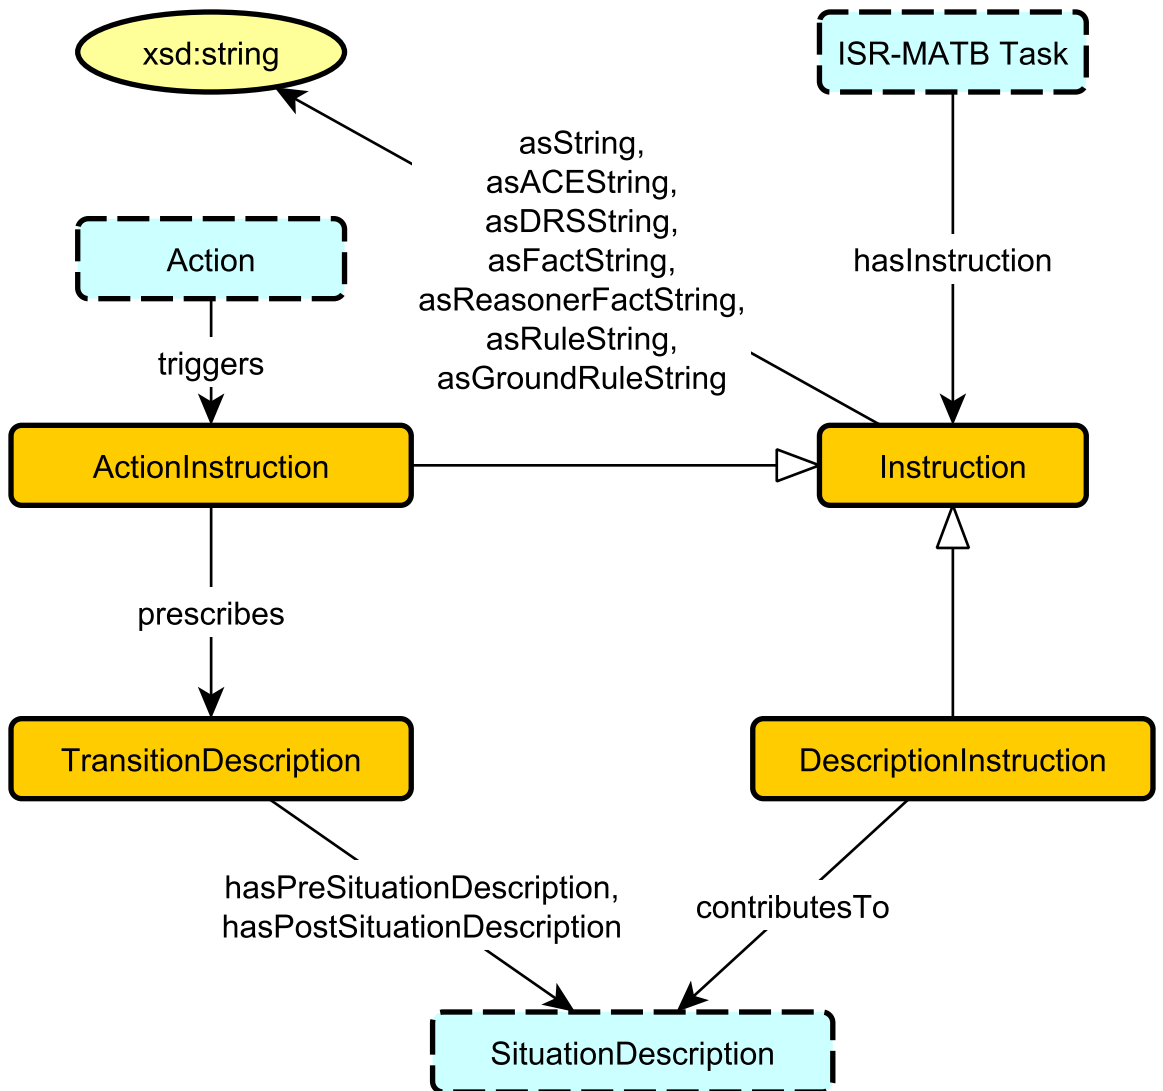 xsd:string
ISR-MATB Task
asString,
asACEString,
asDRSString,
asFactString,
asReasonerFactString,
asRuleString,
asGroundRuleString
Action
hasInstruction
triggers
ActionInstruction
Instruction
prescribes
TransitionDescription
DescriptionInstruction
hasPreSituationDescription,
hasPostSituationDescription
contributesTo
SituationDescription